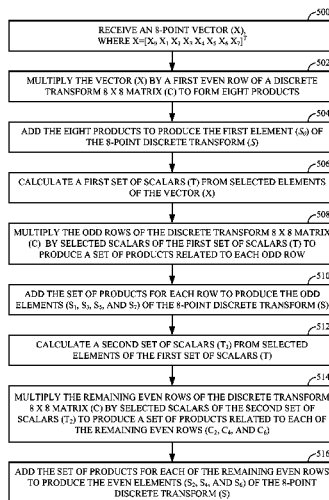 500
RECEIVE AN 8-POINT VECTOR (X),
WHERE X=[X₀ X₁ X₂ X₃ X₄ X₅ X₆ X₇]ᵀ
502
MULTIPLY THE VECTOR (X) BY A FIRST EVEN ROW OF A DISCRETE
TRANSFORM 8 X 8 MATRIX (C) TO FORM EIGHT PRODUCTS
504
ADD THE EIGHT PRODUCTS TO PRODUCE THE FIRST ELEMENT (S₀) OF
THE 8-POINT DISCRETE TRANSFORM (S)
506
CALCULATE A FIRST SET OF SCALARS (T) FROM SELECTED ELEMENTS
OF THE VECTOR (X)
508
MULTIPLY THE ODD ROWS OF THE DISCRETE TRANSFORM 8 X 8 MATRIX
(C) BY SELECTED SCALARS OF THE FIRST SET OF SCALARS (T) TO
PRODUCE A SET OF PRODUCTS RELATED TO EACH ODD ROW
510
ADD THE SET OF PRODUCTS FOR EACH ROW TO PRODUCE THE ODD
ELEMENTS (S₁, S₃, S₅, AND S₇) OF THE 8-POINT DISCRETE TRANSFORM (S)
512
CALCULATE A SECOND SET OF SCALARS (T₂) FROM SELECTED
ELEMENTS OF THE FIRST SET OF SCALARS (T)
514
MULTIPLY THE REMAINING EVEN ROWS OF THE DISCRETE TRANSFORM
8 X 8 MATRIX (C) BY SELECTED SCALARS OF THE SECOND SET OF
SCALARS (T₂) TO PRODUCE A SET OF PRODUCTS RELATED TO EACH OF
THE REMAINING EVEN ROWS (C₂, C₄, AND C₆)
516
ADD THE SET OF PRODUCTS FOR EACH OF THE REMAINING EVEN ROWS
TO PRODUCE THE EVEN ELEMENTS (S₂, S₄, AND S₆) OF THE 8-POINT
DISCRETE TRANSFORM (S)